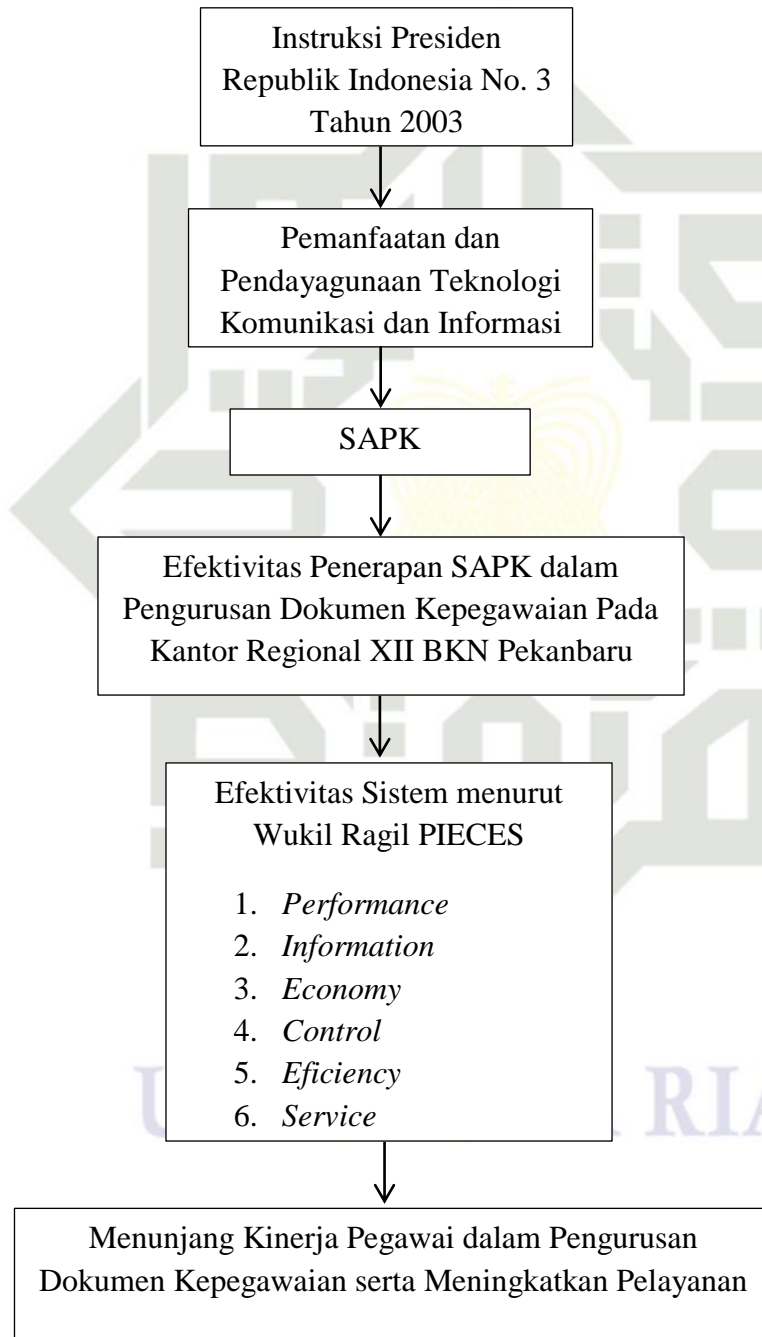 Instruksi Presiden
Republik Indonesia No. 3
Tahun 2003
Pemanfaatan dan
Pendayagunaan Teknologi
Komunikasi dan Informasi
SAPK
Efektivitas Penerapan SAPK dalam
Pengurusan Dokumen Kepegawaian Pada
Kantor Regional XII BKN Pekanbaru
Efektivitas Sistem menurut
Wukil Ragil PIECES
1. Performance
2. Information
3. Economy
4. Control
5. Eficiency
6. Service
Menunjang Kinerja Pegawai dalam Pengurusan
Dokumen Kepegawaian serta Meningkatkan Pelayanan